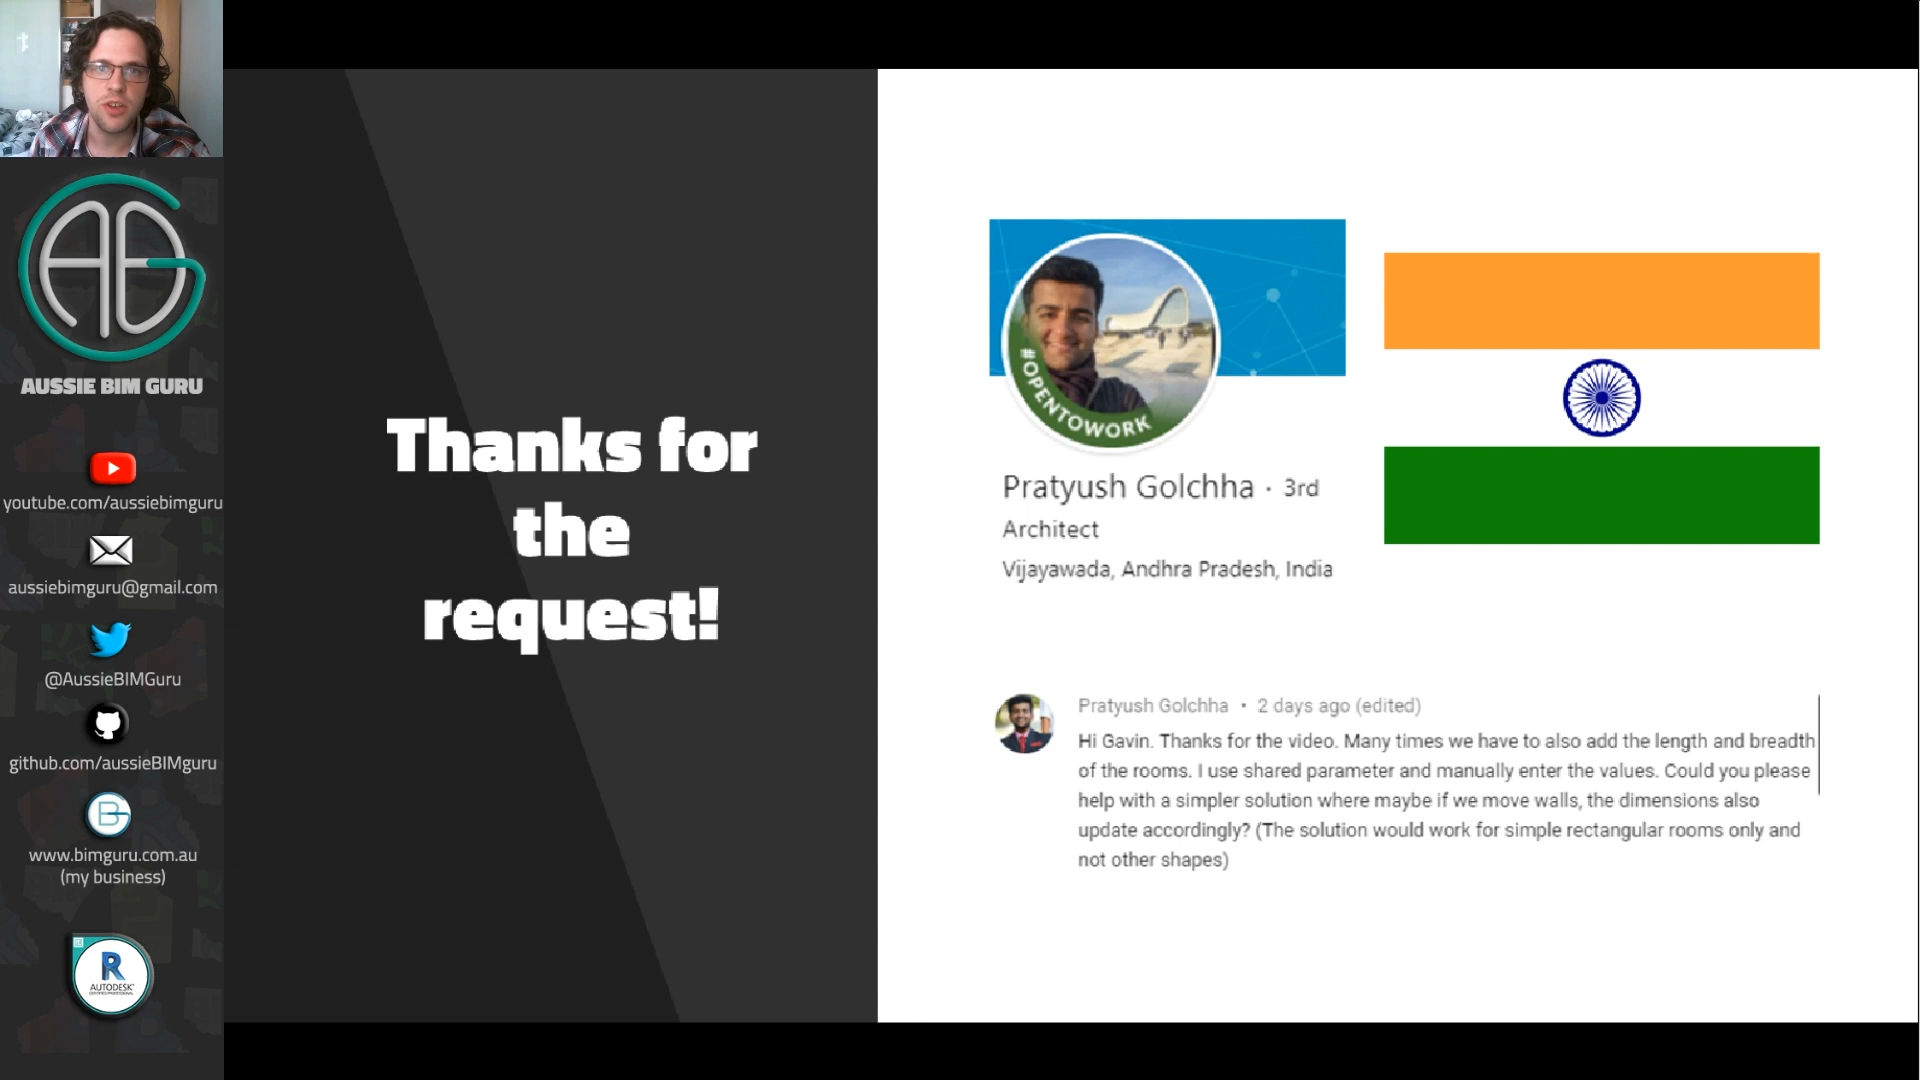 AUSSIE BIM GURU
youtube.com/aussiebimguru
aussiebimguru@gmail.com
@AussieBIMGuru
github.com/aussieBIMguru
www.bimguru.com.au
(my business)
R
AUTODESK
Thanks for
the
request!
#OPENTOWORK
Pratyush Golchha · 3rd
Architect
Vijayawada, Andhra Pradesh, India
Pratyush Golchha • 2 days ago (edited)
Hi Gavin. Thanks for the video. Many times we have to also add the length and breadth
of the rooms. I use shared parameter and manually enter the values. Could you please
help with a simpler solution where maybe if we move walls, the dimensions also
update accordingly? (The solution would work for simple rectangular rooms only and
not other shapes)